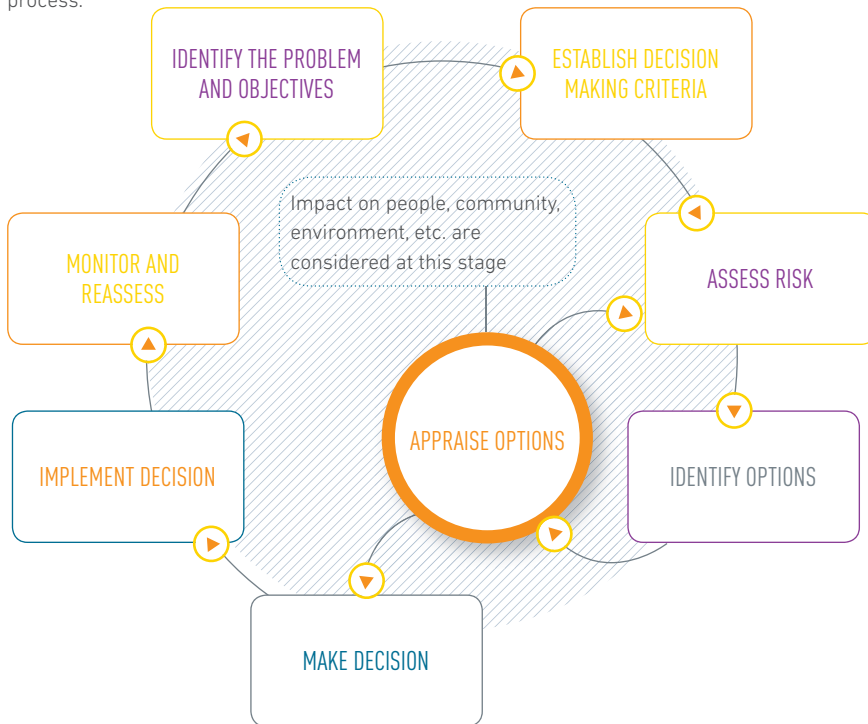 process.
IDENTIFY THE PROBLEM
AND OBJECTIVES
ESTABLISH DECISION
MAKING CRITERIA
Impact on people, community,
environment, etc. are
considered at this stage
MONITOR AND
REASSESS
ASSESS RISK
APPRAISE OPTIONS
IMPLEMENT DECISION
IDENTIFY OPTIONS
MAKE DECISION